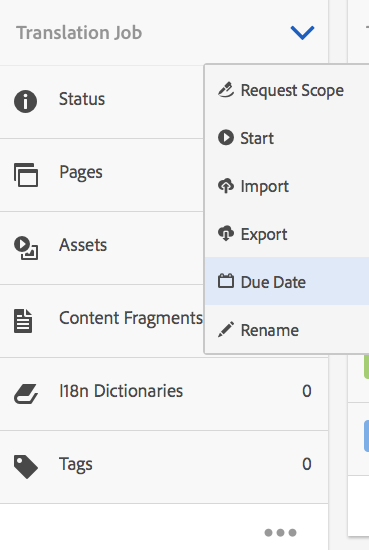 Translation Job
Request Scope
Status
Start
Pages
Import
Export
Assets
Due Date
Content Fragments
Rename
I18n Dictionaries 0
Tags 0